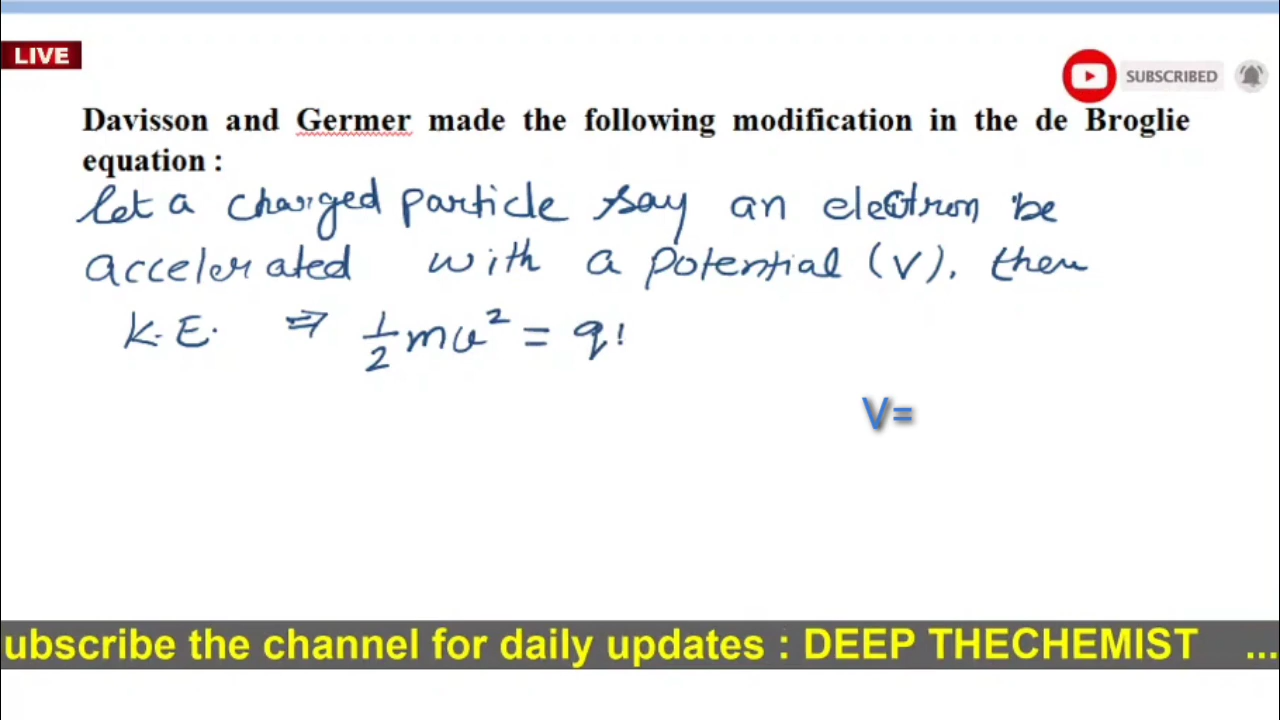 LIVE
SUBSCRIBED
Davisson and Germer made the following modification in the de Broglie
equation :
Let a charged particle say an electron be
accelerated with a potential (V), then
K.E. ⇒ 1/2 mv² = q
V=
ubscribe the channel for daily updates : DEEP THECHEMIST ...